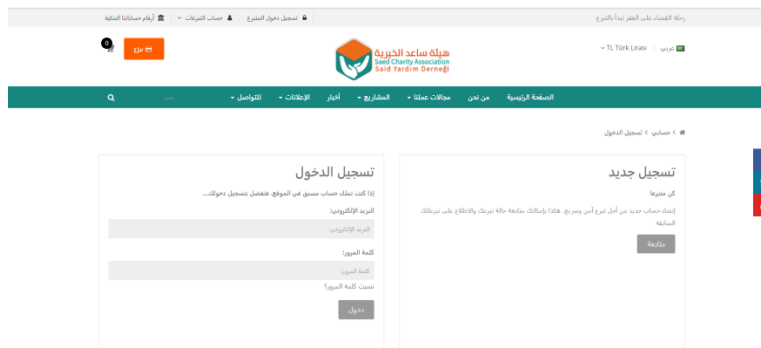 رحلة القضاء على الفقر تبدأ بالتبرع
تسجيل دخول المتبرع
حساب التبرعات
أرقام حساباتنا البنكية
عربي
TL Türk Lirası
هيئة ساعد الخيرية
Saed Charity Association
Said Yardım Derneği
تبرّع
0
الصفحة الرئيسية
من نحن
مجالات عملنا
المشاريع
أخبار
الإعلانات
للتواصل
حسابي
تسجيل الدخول
تسجيل جديد
كن متبرعا
إنشاء حساب جديد من أجل تبرع آمن وسريع. هكذا بإمكانك متابعة حالة تبرعك والاطلاع على تبرعاتك
السابقة
متابعة
تسجيل الدخول
إذا كنت تملك حساب مسبق في الموقع، فتفضل بتسجيل دخولك...
البريد الإلكتروني:
البريد الإلكتروني:
كلمة المرور:
كلمة المرور:
نسيت كلمة المرور؟
دخول